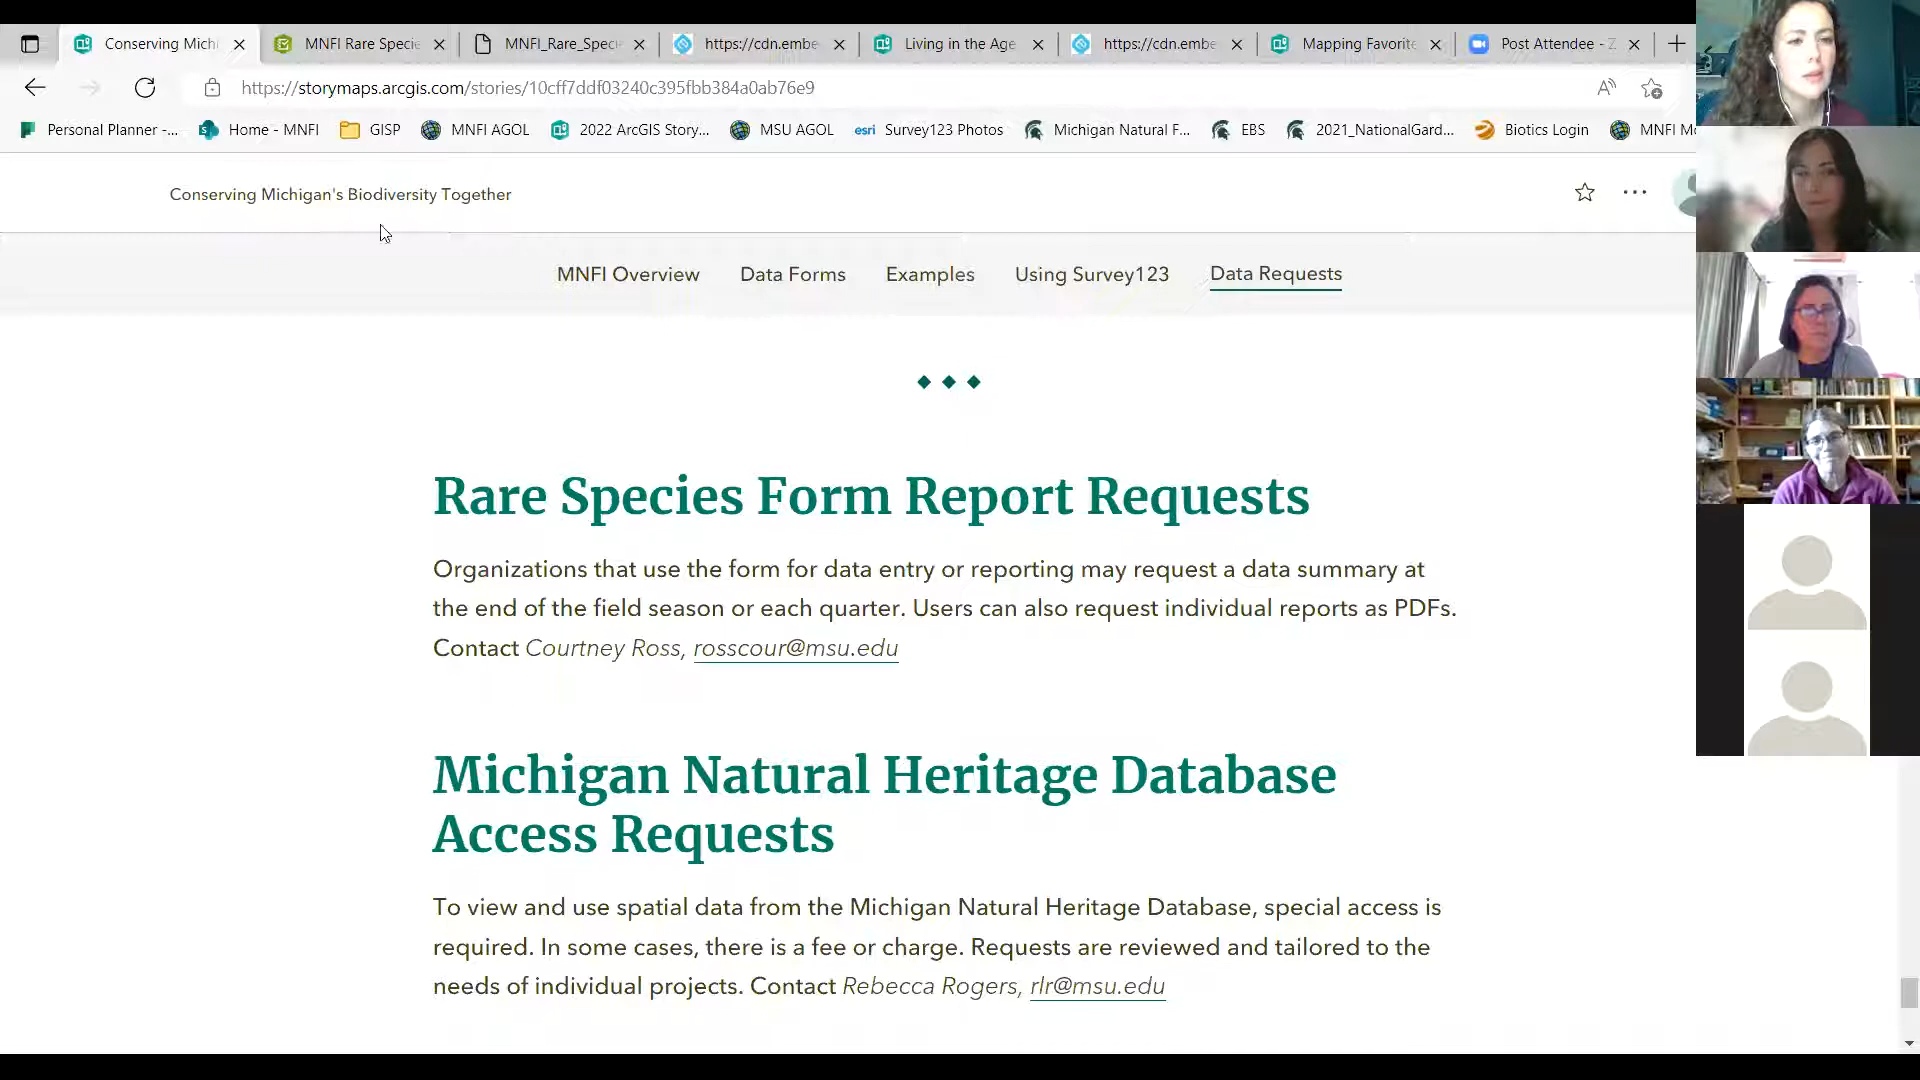 Conserving Michi
MNFI Rare Specie
MNFI_Rare_Speci
https://cdn.embe
Living in the Age
https://cdn.embe
Mapping Favorite
Post Attendee - Z
https://storymaps.arcgis.com/stories/10cff7ddf03240c395fbb384a0ab76e9
Personal Planner -...
Home - MNFI
GISP
MNFI AGOL
2022 ArcGIS Story...
MSU AGOL
esri Survey123 Photos
Michigan Natural F...
EBS
2021_NationalGard...
Biotics Login
MNFI Mo
Conserving Michigan's Biodiversity Together
MNFI Overview
Data Forms
Examples
Using Survey123
Data Requests
Rare Species Form Report Requests
Organizations that use the form for data entry or reporting may request a data summary at
the end of the field season or each quarter. Users can also request individual reports as PDFs.
Contact Courtney Ross, rosscour@msu.edu
Michigan Natural Heritage Database
Access Requests
To view and use spatial data from the Michigan Natural Heritage Database, special access is
required. In some cases, there is a fee or charge. Requests are reviewed and tailored to the
needs of individual projects. Contact Rebecca Rogers, rlr@msu.edu